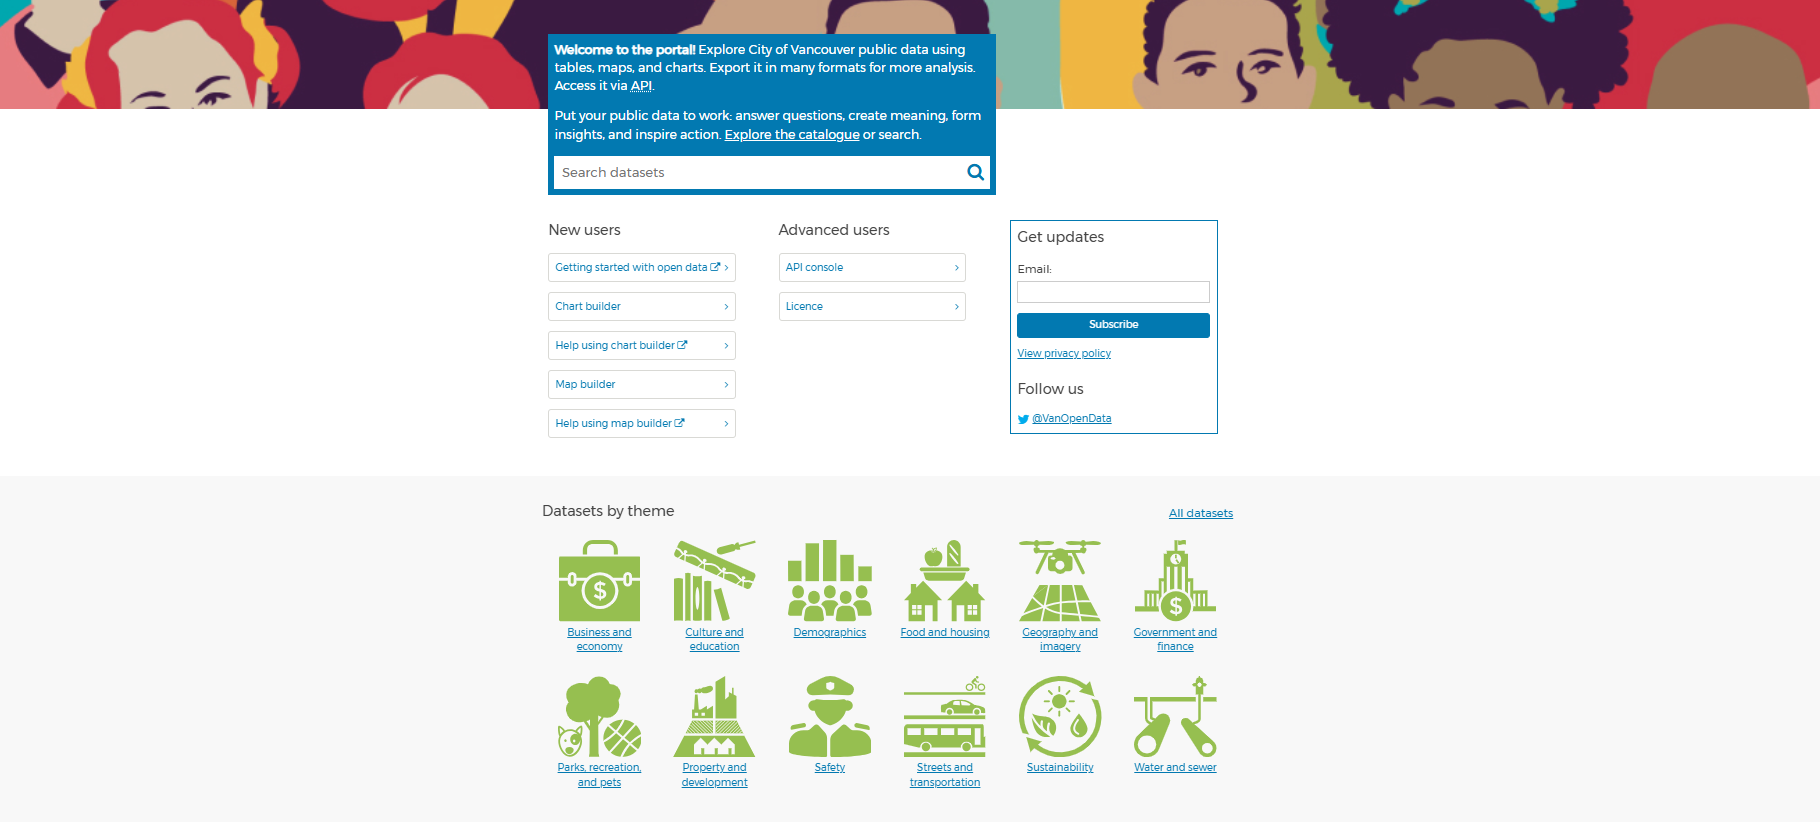 Welcome to the portal! Explore City of Vancouver public data using
tables, maps, and charts. Export it in many formats for more analysis.
Access it via API.
Put your public data to work: answer questions, create meaning, form
insights, and inspire action. Explore the catalogue or search.
Search datasets
New users
Getting started with open data
Chart builder
Help using chart builder
Map builder
Help using map builder
Advanced users
API console
Licence
Get updates
Email:
Subscribe
View privacy policy
Follow us
@VanOpenData
Datasets by theme
All datasets
$
Business and
economy
Culture and
education
Demographics
Food and housing
Geography and
imagery
$
Government and
finance
Parks, recreation,
and pets
Property and
development
Safety
Streets and
transportation
Sustainability
Water and sewer